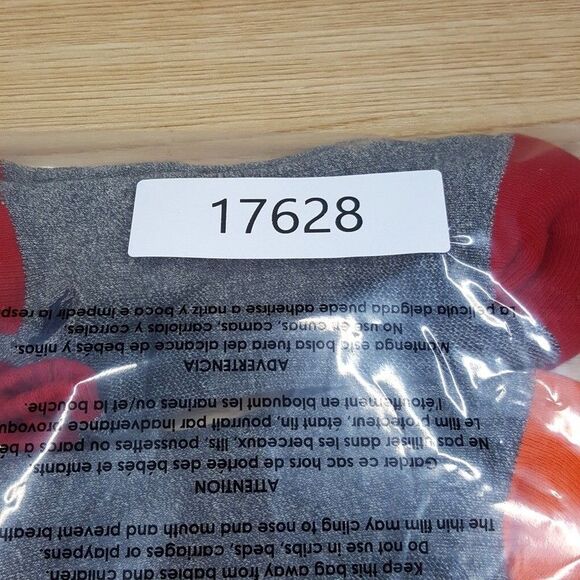 17628
Keep this bag away from babies and children.
Do not use in cribs, beds, carriages or playpens.
The thin film may cling to nose and mouth and prevent breath
ATTENTION
Garder ce sac hors de portée des bébés et enfants.
Ne pas utiliser dans les berceaux, lits, poussettes ou parcs a bé
Le film protecteur, étant fin, pourrait par inadvertance provoqu
l'étouffement en bloquant les narines ou/et la bouche.
ADVERTENCIA
Mantenga esta bolsa fuera del alcance de bebés y niños.
No use en cunas, camas, carriolas y corrales.
La película delgada puede adherirse a nariz y boca e impedir la resp